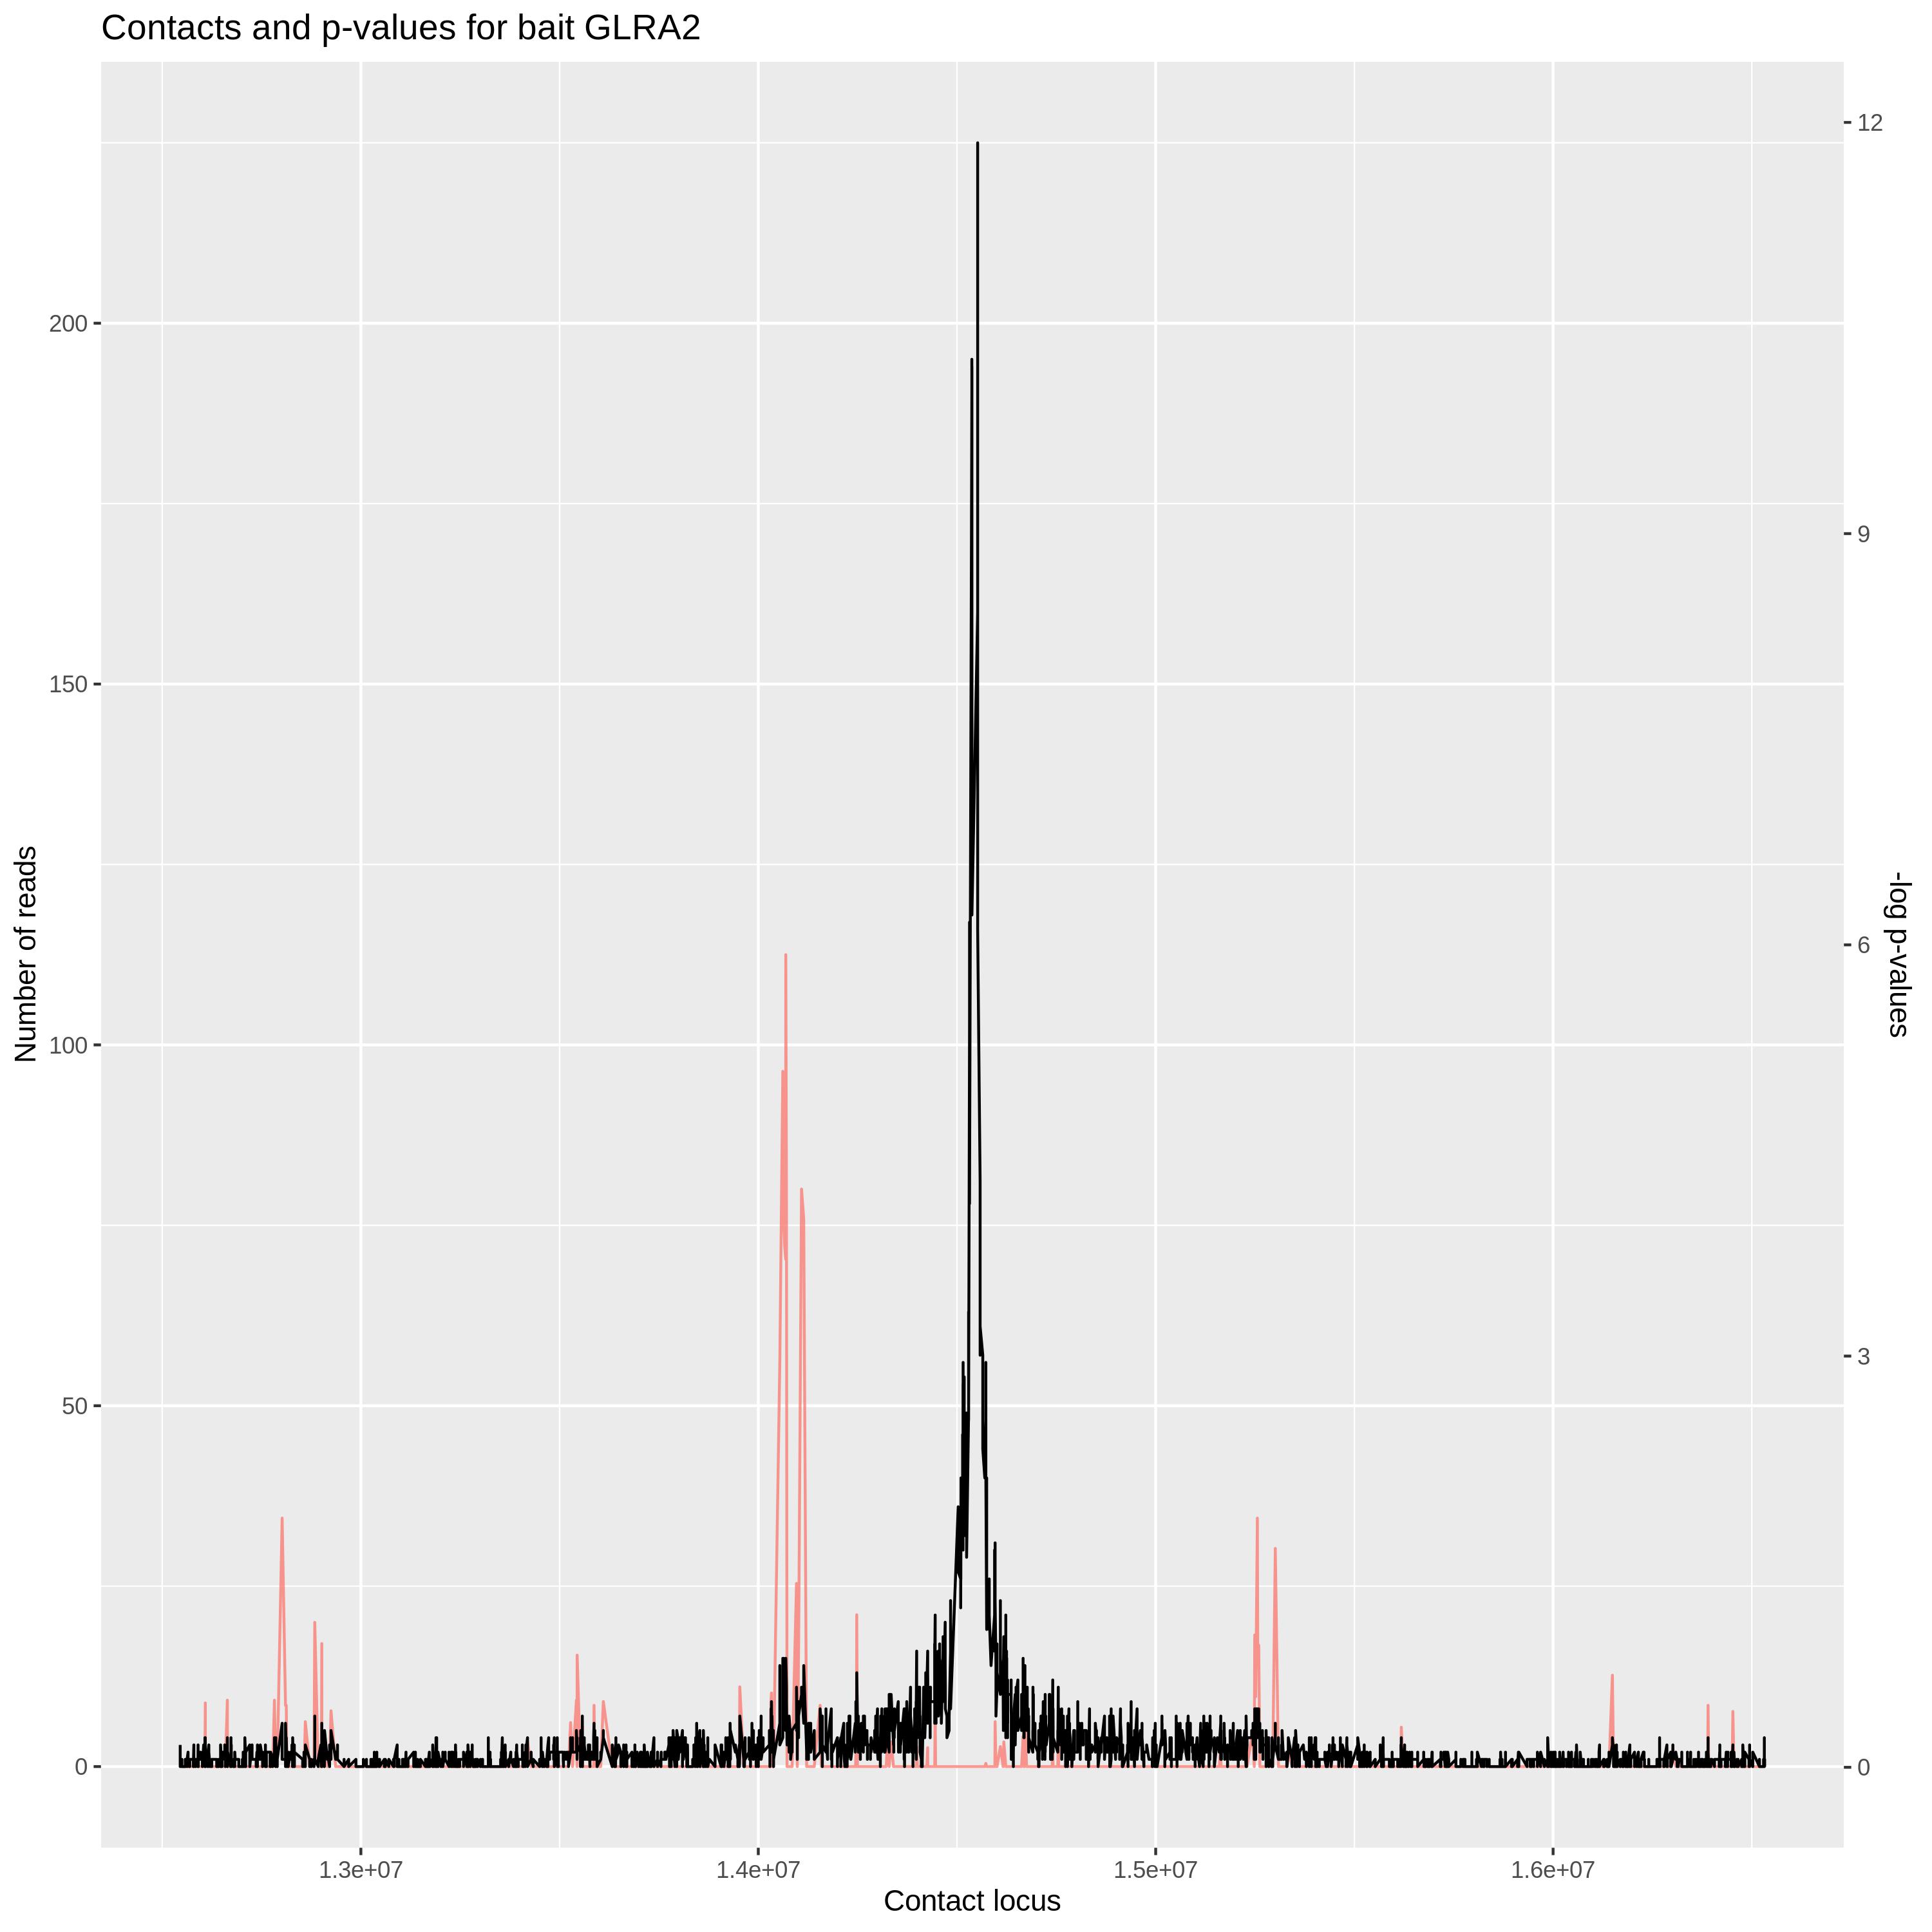 Contacts and p-values for bait GLRA2
12
200
9
150
Number of reads
-log p-values
6
100
3
50
0
0
1.3e+07
1.4e+07
1.5e+07
1.6e+07
Contact locus